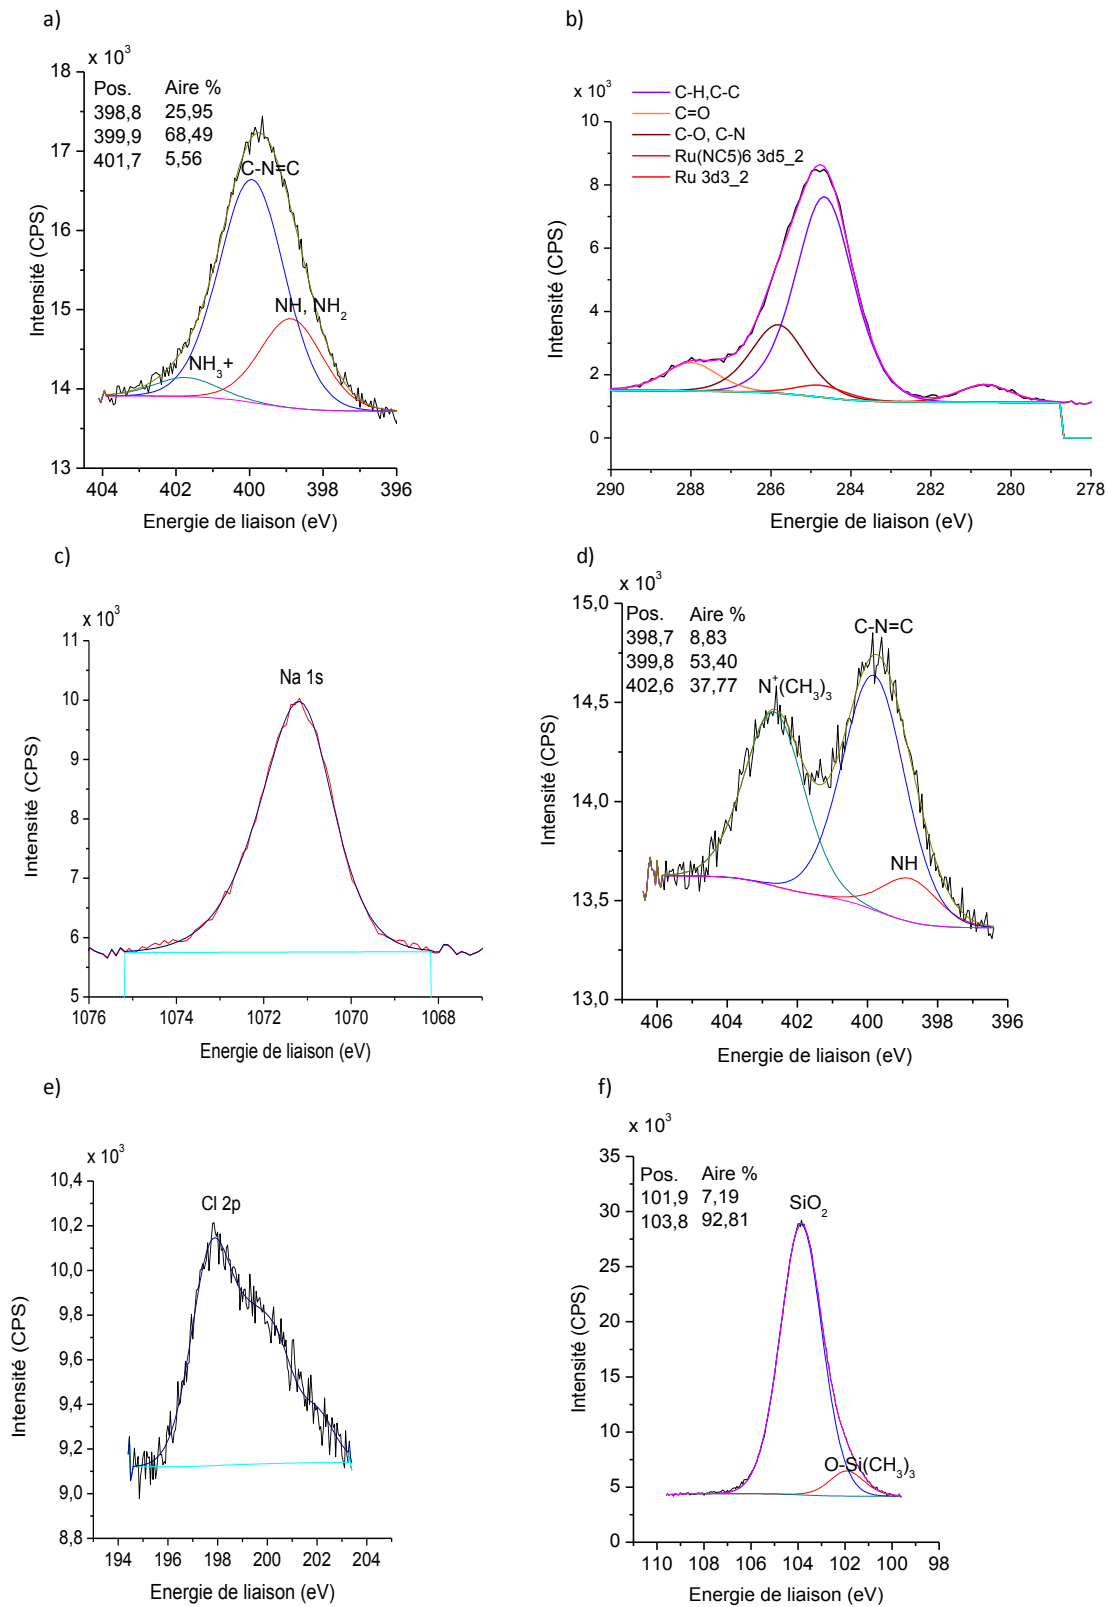 a)
x 10³
Pos. Aire %
398,8 25,95
399,9 68,49
401,7 5,56
C-N=C
NH, NH₂
NH₃+
Intensité (CPS)
18
17
16
15
14
13
404 402 400 398 396
Energie de liaison (eV)
b)
x 10³
C-H,C-C
C=O
C-O, C-N
Ru(NC5)6 3d5_2
Ru 3d3_2
Intensité (CPS)
10
8
6
4
2
0
290 288 286 284 282 280 278
Energie de liaison (eV)
c)
x 10³
Na 1s
Intensité (CPS)
11
10
9
8
7
6
5
1076 1074 1072 1070 1068
Energie de liaison (eV)
d)
x 10³
Pos. Aire %
398,7 8,83
399,8 53,40
402,6 37,77
C-N=C
N⁺(CH₃)₃
NH
Intensité (CPS)
15,0
14,5
14,0
13,5
13,0
406 404 402 400 398 396
Energie de liaison (eV)
e)
x 10³
Cl 2p
Intensité (CPS)
10,4
10,2
10,0
9,8
9,6
9,4
9,2
9,0
8,8
194 196 198 200 202 204
Energie de liaison (eV)
f)
x 10³
Pos. Aire %
101,9 7,19
103,8 92,81
SiO₂
O-Si(CH₃)₃
Intensité (CPS)
35
30
25
20
15
10
5
0
110 108 106 104 102 100 98
Energie de liaison (eV)